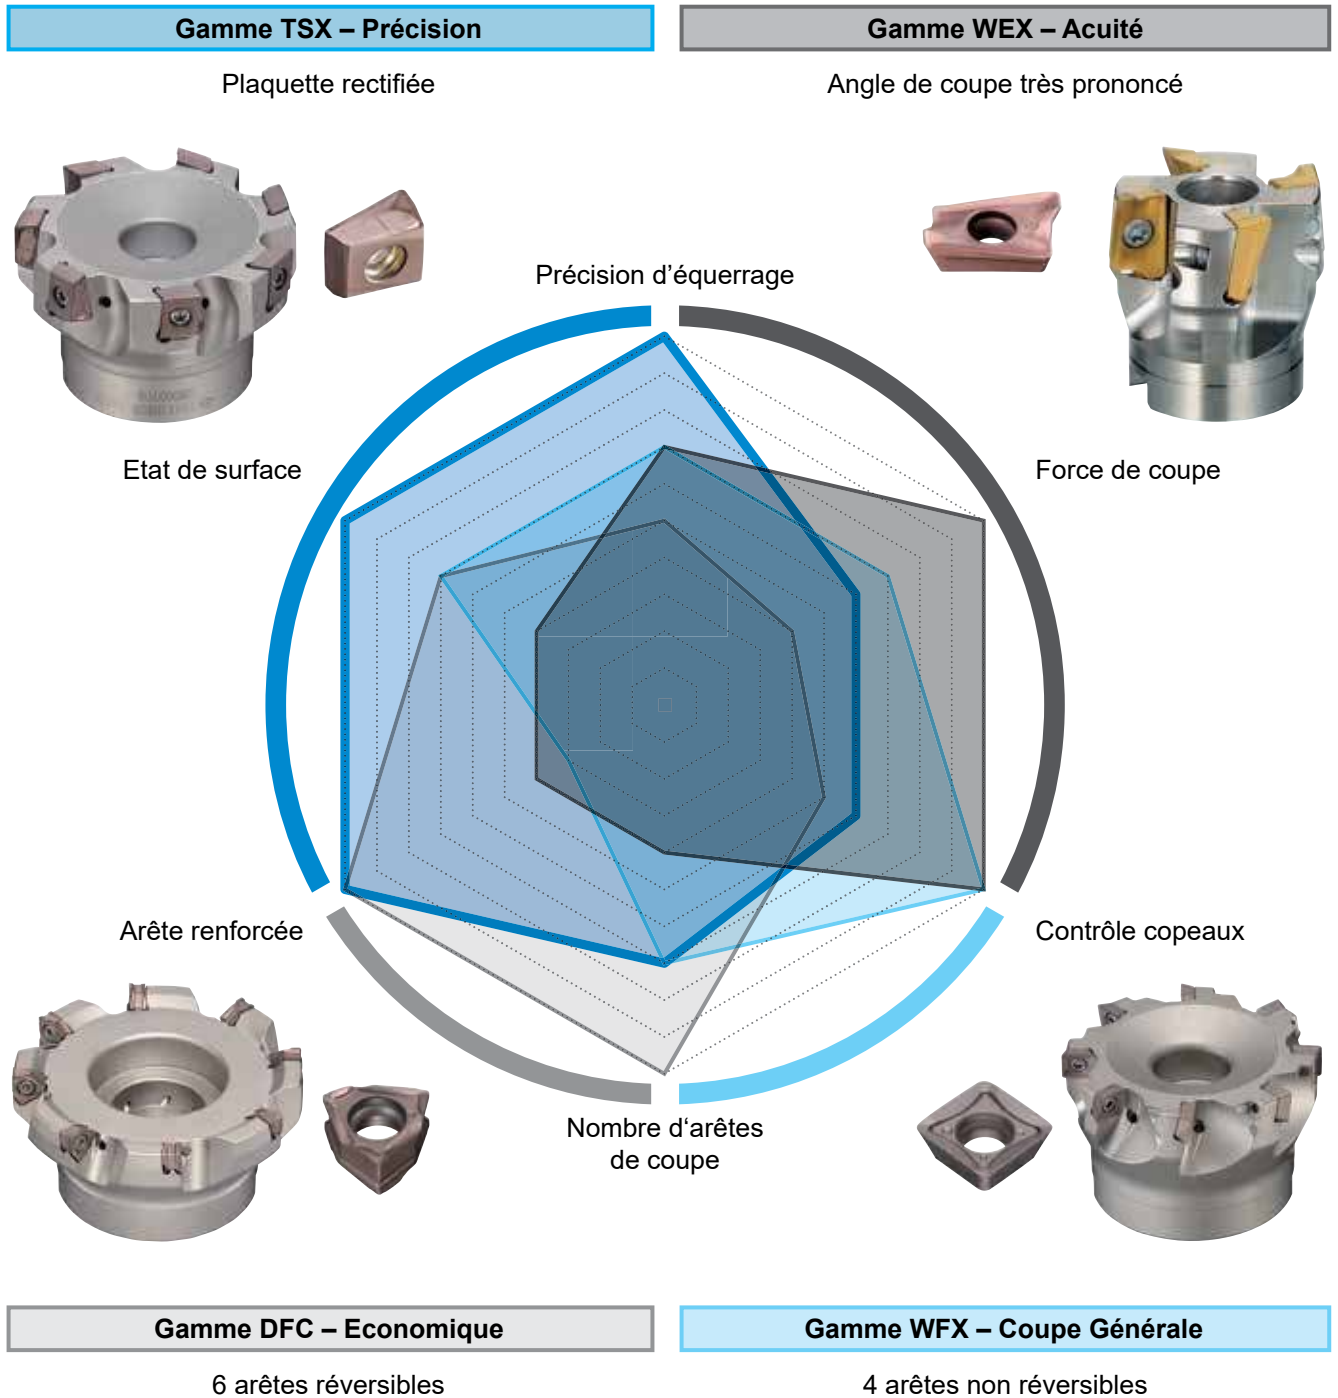 Gamme TSX – Précision
Gamme WEX – Acuité
Plaquette rectifiée
Angle de coupe très prononcé
Précision d’équerrage
Etat de surface
Force de coupe
Arête renforcée
Contrôle copeaux
Nombre d‘arêtes
de coupe
Gamme DFC – Economique
Gamme WFX – Coupe Générale
6 arêtes réversibles
4 arêtes non réversibles